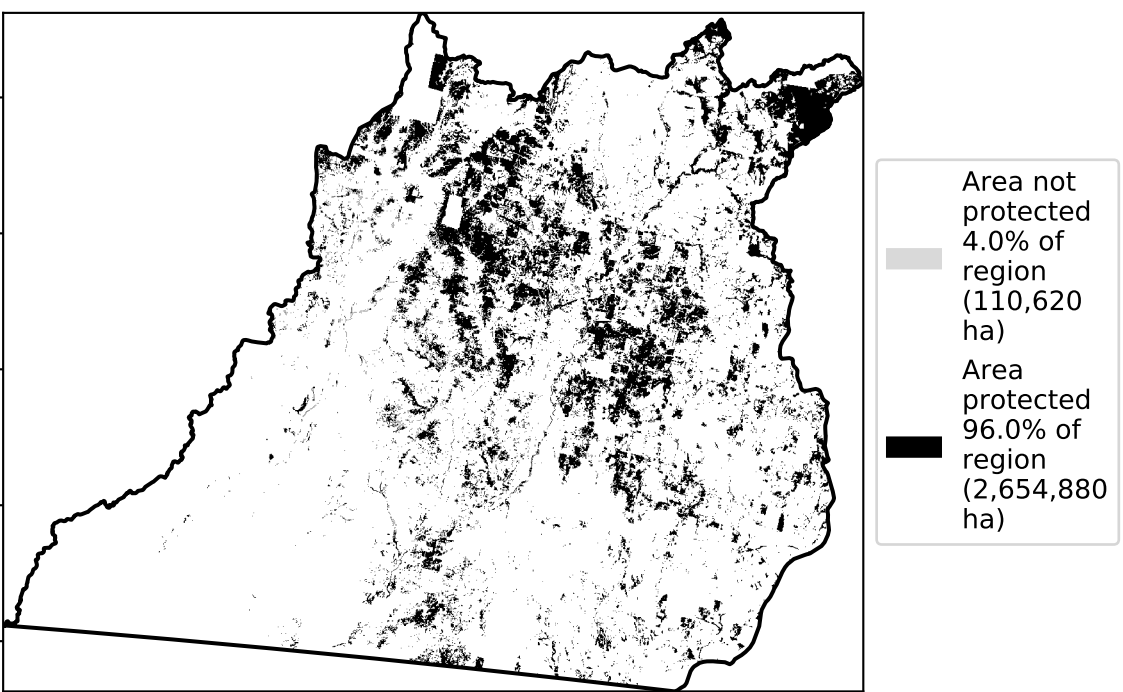 Area not
protected
4.0% of
region
(110,620
ha)
Area
protected
96.0% of
region
(2,654,880
ha)